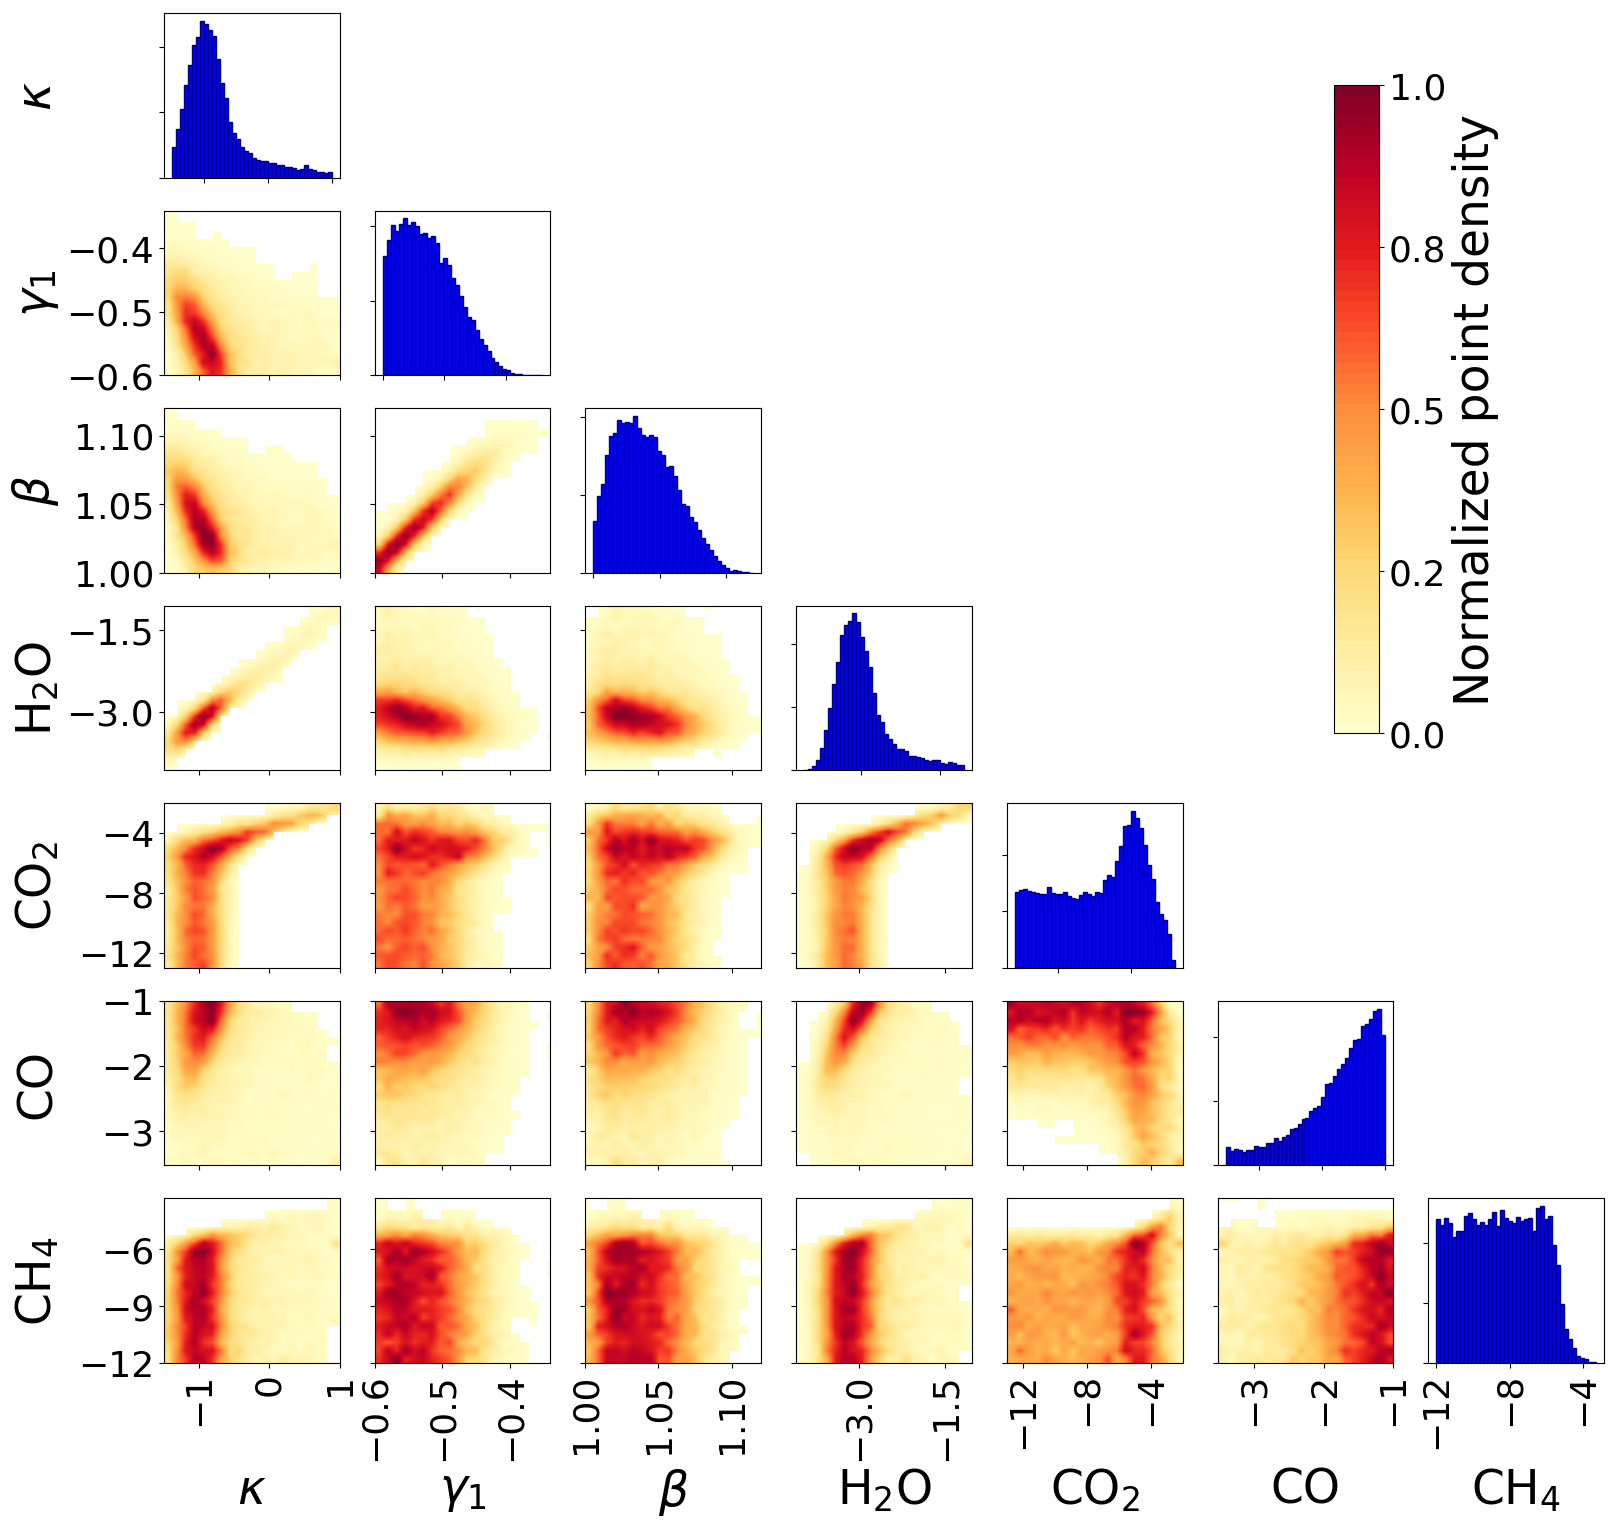 κ
γ₁
−0.4
−0.5
−0.6
β
1.10
1.05
1.00
H₂O
−1.5
−3.0
CO₂
−4
−8
−12
CO
−1
−2
−3
CH₄
−6
−9
−12
−1 0 1
−0.6 −0.5 −0.4
1.00 1.05 1.10
−3.0 −1.5
−12 −8 −4
−3 −2 −1
−12 −8 −4
κ γ₁ β H₂O CO₂ CO CH₄
1.0
0.8
0.5
0.2
0.0
Normalized point density